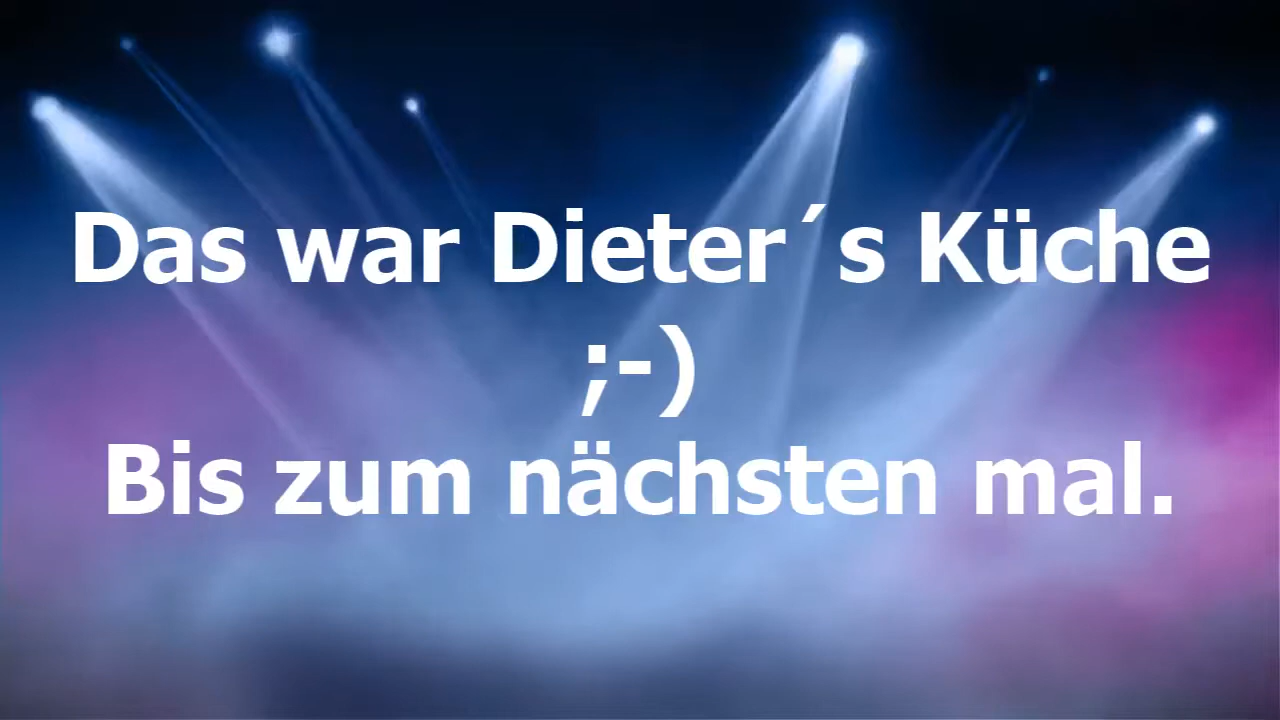 Das war Dieter´s Küche
;-)
Bis zum nächsten mal.